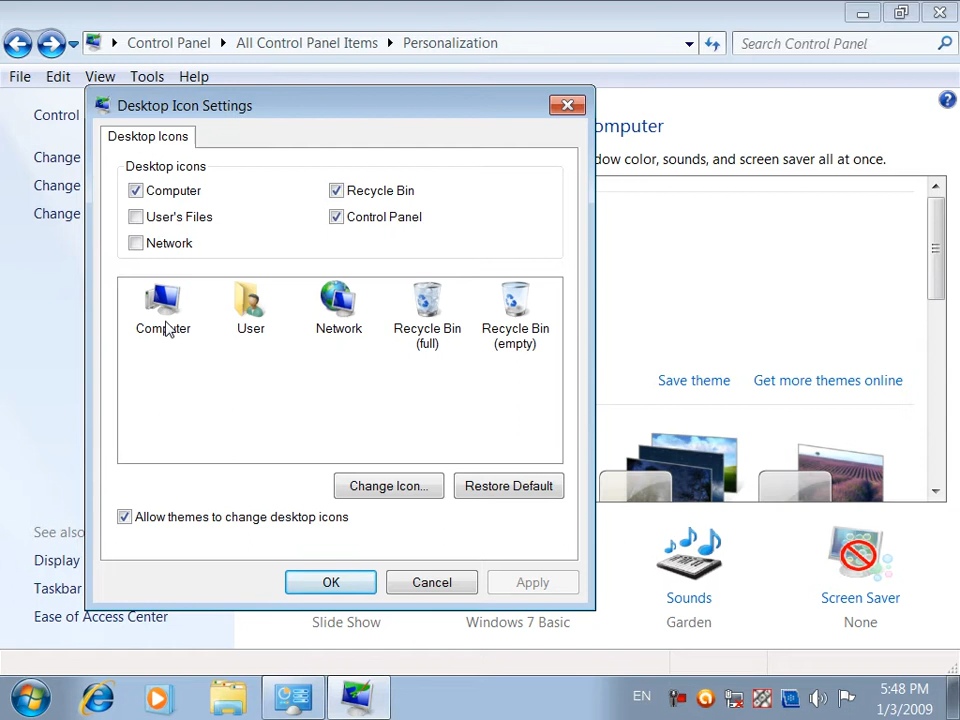 Control Panel
All Control Panel Items
Personalization
Search Control Panel
File Edit View Tools Help
Control
Change
Change
Change
Desktop Icon Settings
Desktop Icons
Desktop icons
Computer
Recycle Bin
User's Files
Control Panel
Network
Computer
User
Network
Recycle Bin
(full)
Recycle Bin
(empty)
Change Icon...
Restore Default
Allow themes to change desktop icons
OK
Cancel
Apply
omputer
dow color, sounds, and screen saver all at once.
Save theme
Get more themes online
See also
Display
Taskbar
Ease of Access Center
Slide Show
Windows 7 Basic
Sounds
Garden
Screen Saver
None
EN
5:48 PM
1/3/2009